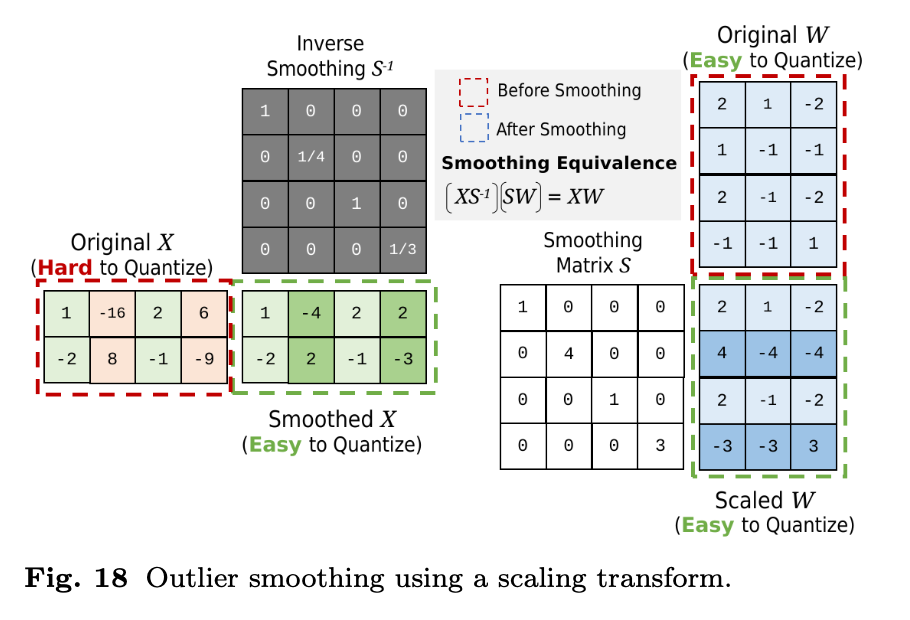 Inverse
Smoothing S⁻¹
1 0 0 0
0 1/4 0 0
0 0 1 0
0 0 0 1/3
Before Smoothing
After Smoothing
Smoothing Equivalence
(XS⁻¹)(SW) = XW
Original W
(Easy to Quantize)
2 1 -2
1 -1 -1
2 -1 -2
-1 -1 1
Original X
(Hard to Quantize)
1 -16 2 6
-2 8 -1 -9
1 -4 2 2
-2 2 -1 -3
Smoothed X
(Easy to Quantize)
Smoothing
Matrix S
1 0 0 0
0 4 0 0
0 0 1 0
0 0 0 3
2 1 -2
4 -4 -4
2 -1 -2
-3 -3 3
Scaled W
(Easy to Quantize)
Fig. 18 Outlier smoothing using a scaling transform.